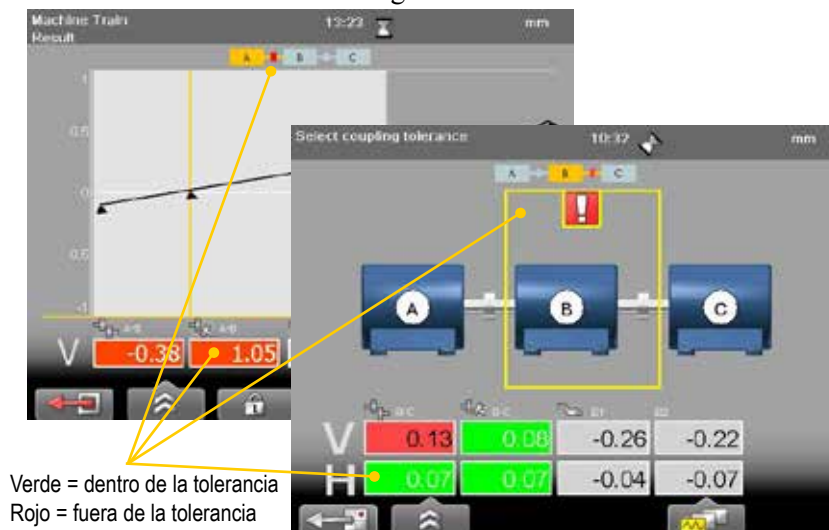 Machine Train
Result
13:23
mm
A B C
1
0.5
0
0.5
-1
V -0.38 1.05
Select coupling tolerance 10:32 mm
A B C
!
A B C
B-C B-C
V 0.13 0.08 -0.26 -0.22
H 0.07 0.07 -0.04 -0.07
Verde = dentro de la tolerancia
Rojo = fuera de la tolerancia